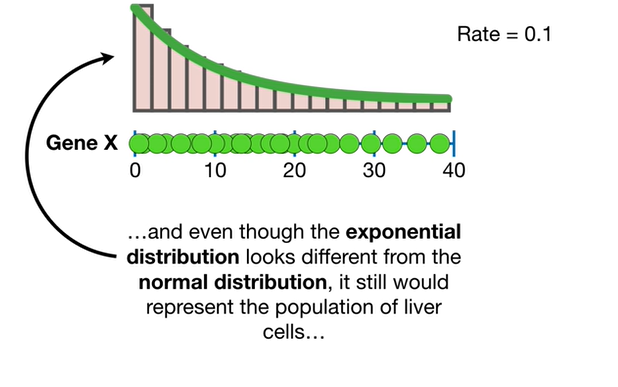 Rate = 0.1
Gene X
0 10 20 30 40
…and even though the exponential
distribution looks different from the
normal distribution, it still would
represent the population of liver
cells…